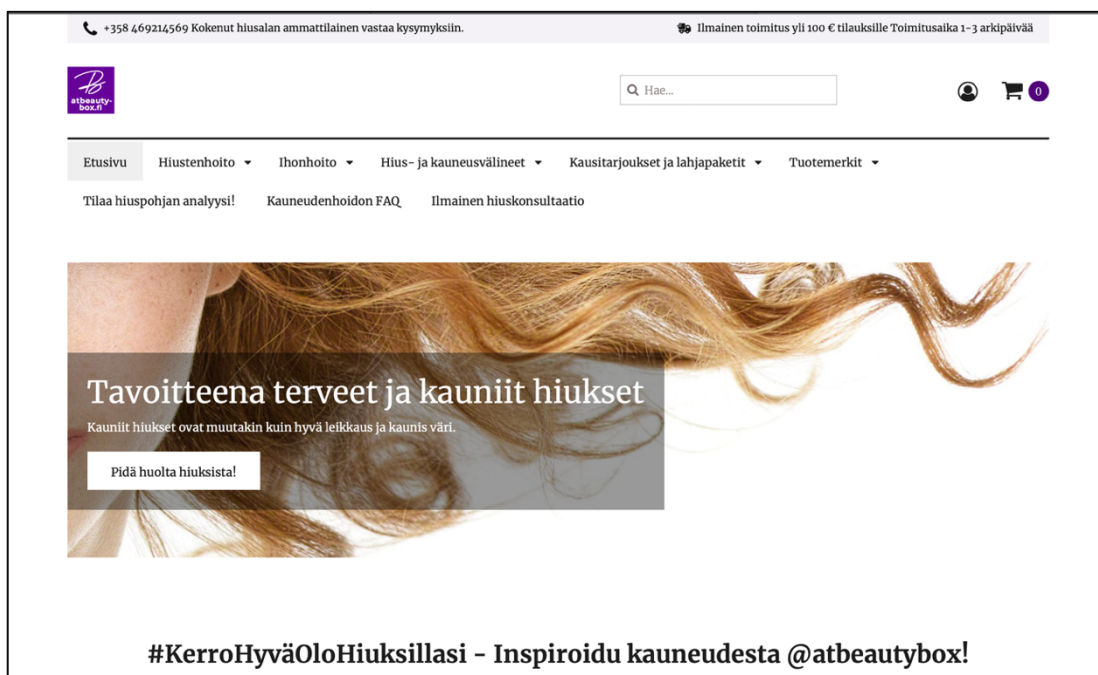 +358 469214569 Kokenut hiusalan ammattilainen vastaa kysymyksiin.
Ilmainen toimitus yli 100 € tilauksille Toimitusaika 1-3 arkipäivää
atbeauty-
box.fi
Hae...
0
Etusivu Hiustenhoito Ihonhoito Hius- ja kauneusvälineet Kausitarjoukset ja lahjapaketit Tuotemerkit
Tilaa hiuspohjan analyysi! Kauneudenhoidon FAQ Ilmainen hiuskonsultaatio
Tavoitteena terveet ja kauniit hiukset
Kauniit hiukset ovat muutakin kuin hyvä leikkaus ja kaunis väri.
Pidä huolta hiuksista!
#KerroHyväOloHiuksillasi - Inspiroidu kauneudesta @atbeautybox!